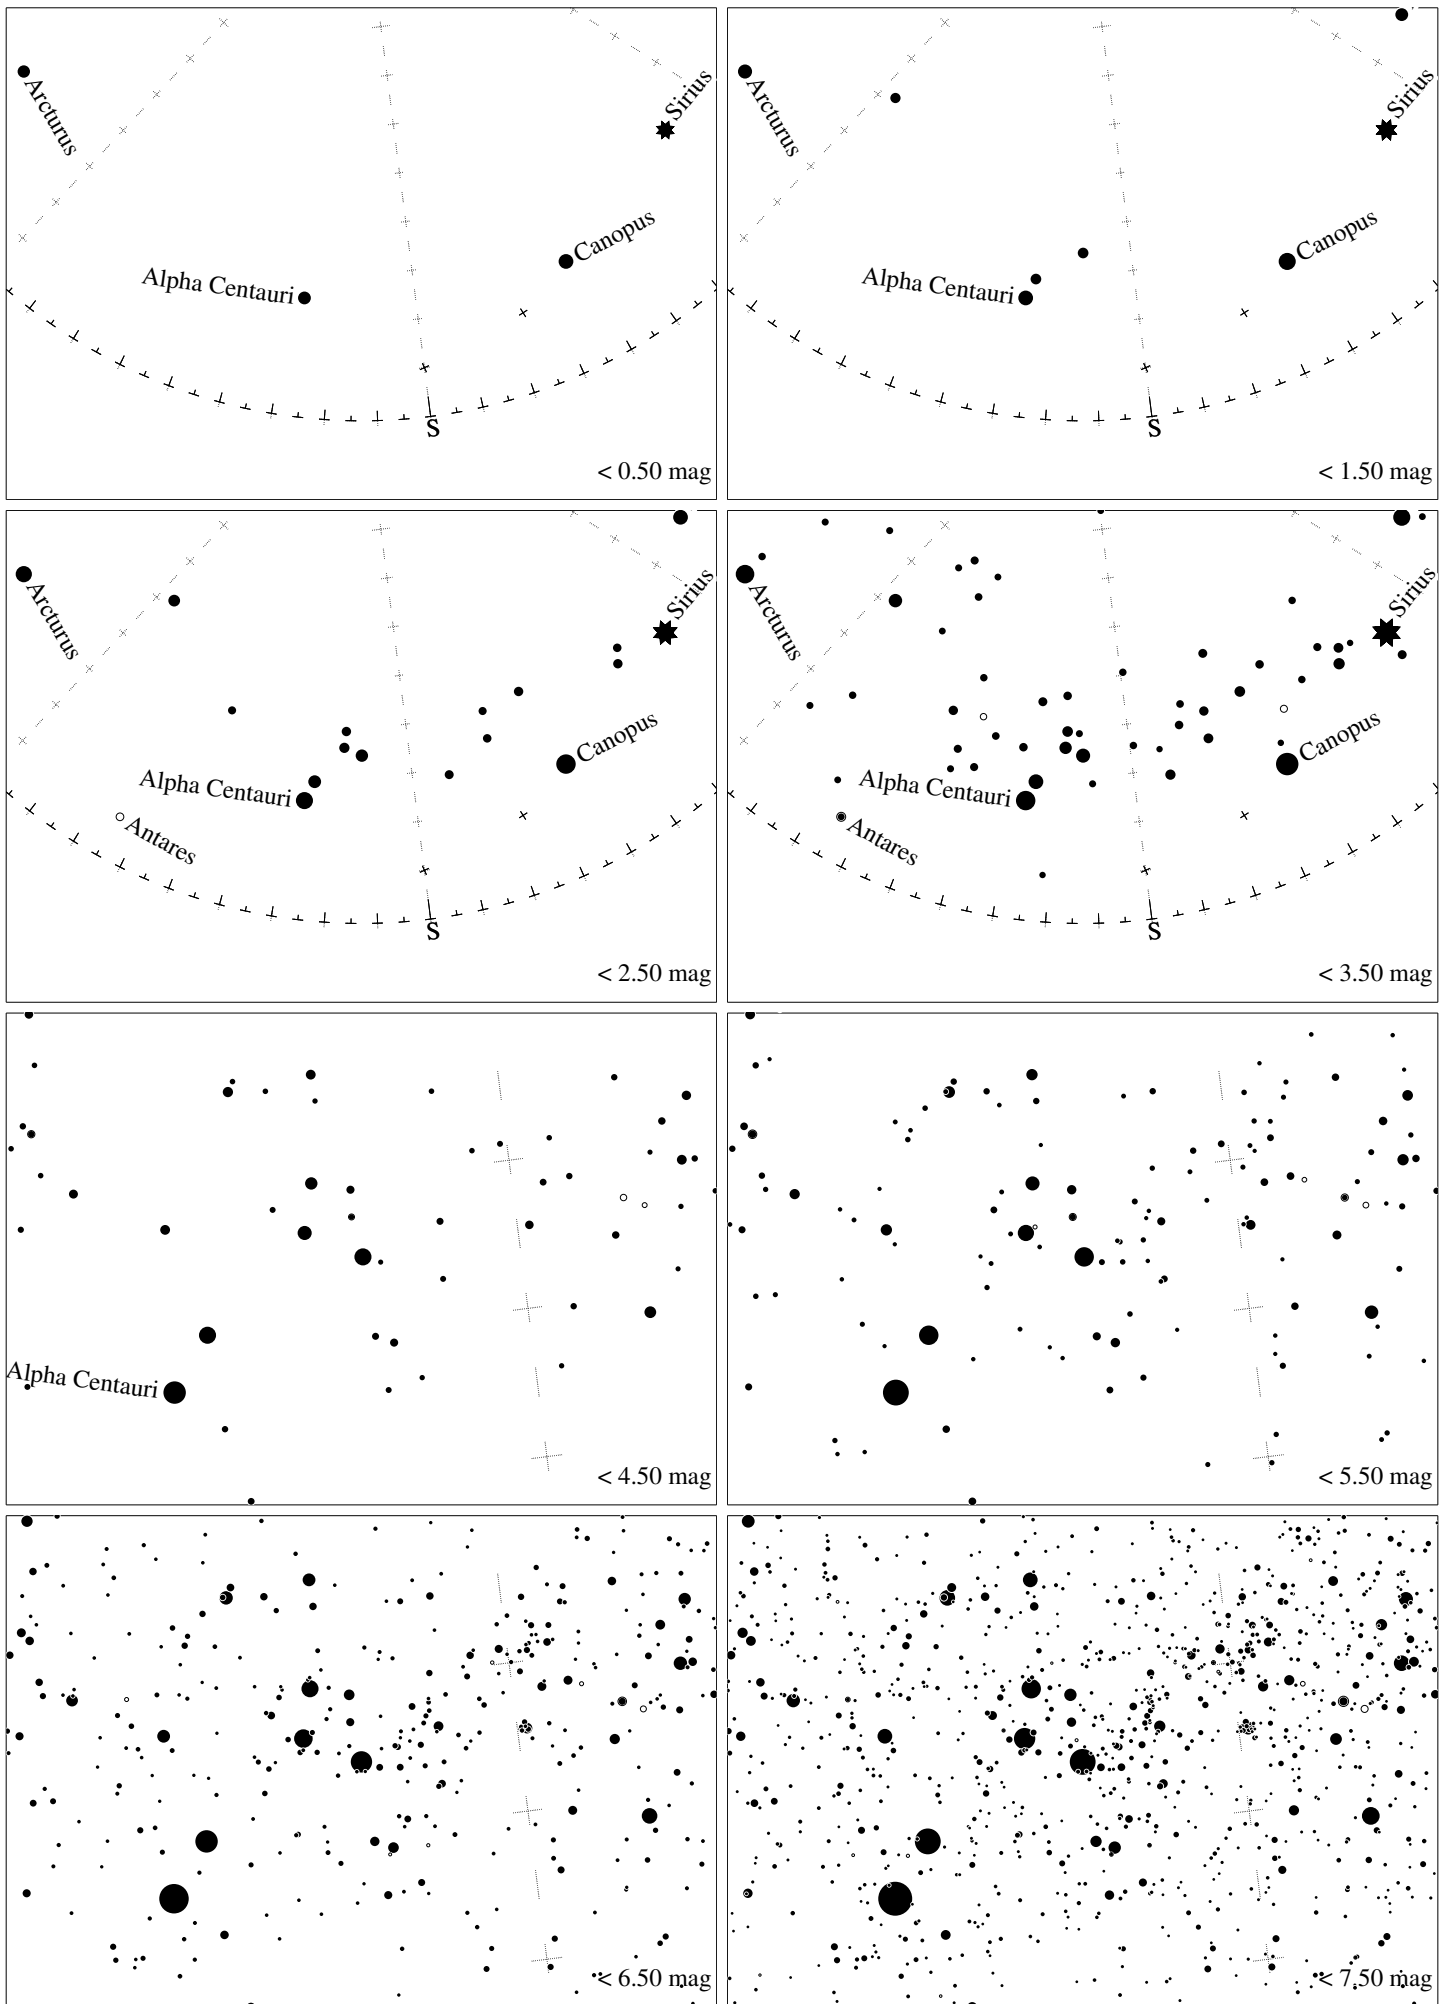 Arcturus
Sirius
Canopus
Alpha Centauri
S
< 0.50 mag
Arcturus
Sirius
Canopus
Alpha Centauri
S
< 1.50 mag
Arcturus
Sirius
Canopus
Alpha Centauri
Antares
S
< 2.50 mag
Arcturus
Sirius
Canopus
Alpha Centauri
Antares
S
< 3.50 mag
Alpha Centauri
< 4.50 mag
< 5.50 mag
< 6.50 mag
< 7.50 mag